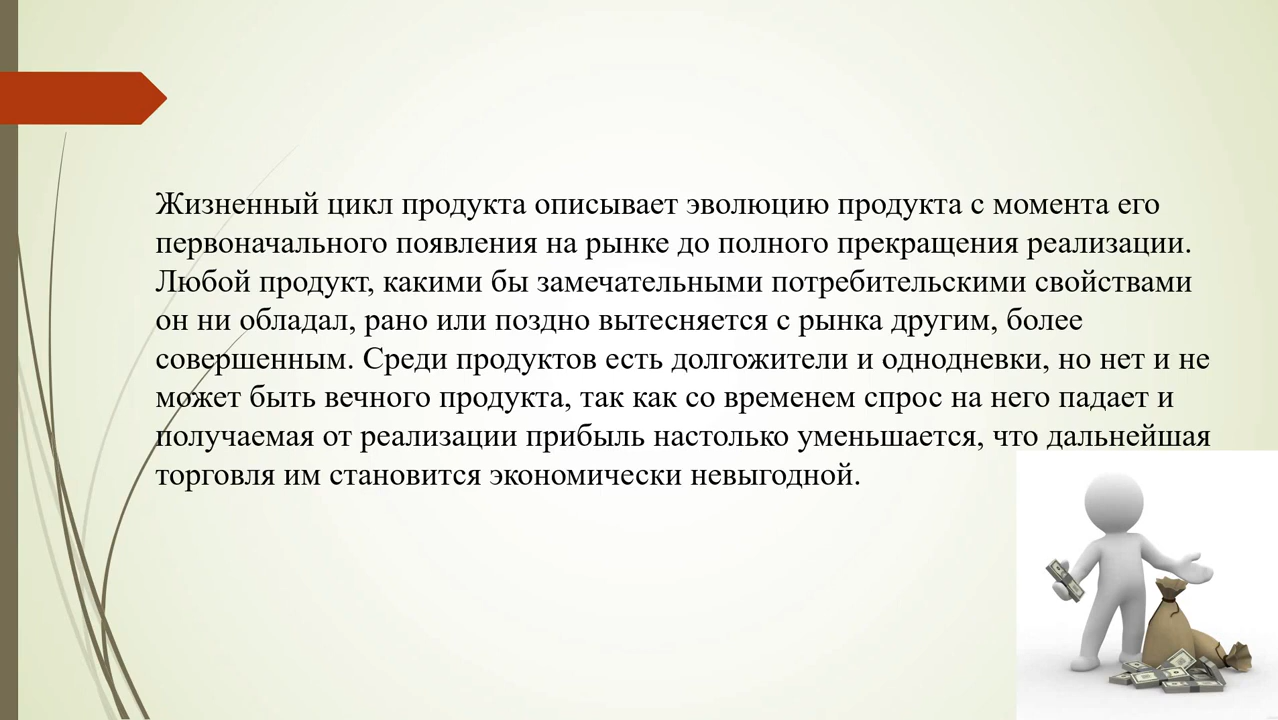 Жизненный цикл продукта описывает эволюцию продукта с момента его
первоначального появления на рынке до полного прекращения реализации.
Любой продукт, какими бы замечательными потребительскими свойствами
он ни обладал, рано или поздно вытесняется с рынка другим, более
совершенным. Среди продуктов есть долгожители и однодневки, но нет и не
может быть вечного продукта, так как со временем спрос на него падает и
получаемая от реализации прибыль настолько уменьшается, что дальнейшая
торговля им становится экономически невыгодной.